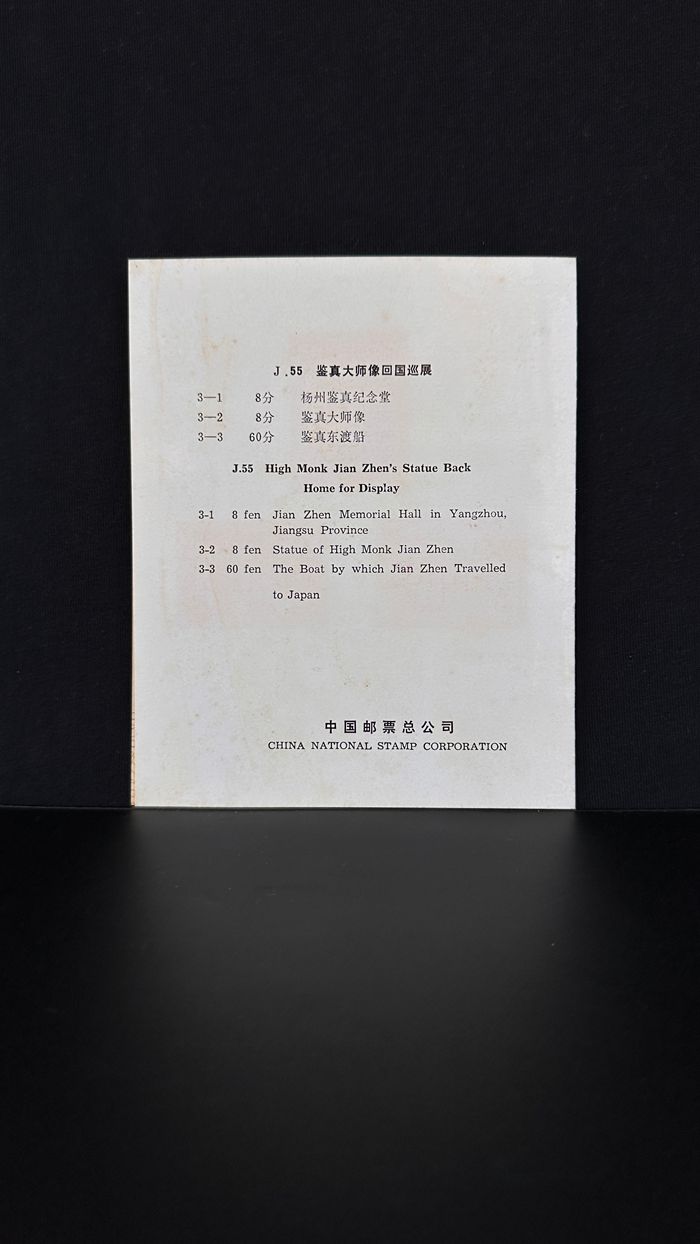 J.55 鉴真大师像回国巡展
3—1 8分 杨州鉴真纪念堂
3—2 8分 鉴真大师像
3—3 60分 鉴真东渡船
J.55 High Monk Jian Zhen's Statue Back
Home for Display
3-1 8 fen Jian Zhen Memorial Hall in Yangzhou,
Jiangsu Province
3-2 8 fen Statue of High Monk Jian Zhen
3-3 60 fen The Boat by which Jian Zhen Travelled
to Japan
中国邮票总公司
CHINA NATIONAL STAMP CORPORATION